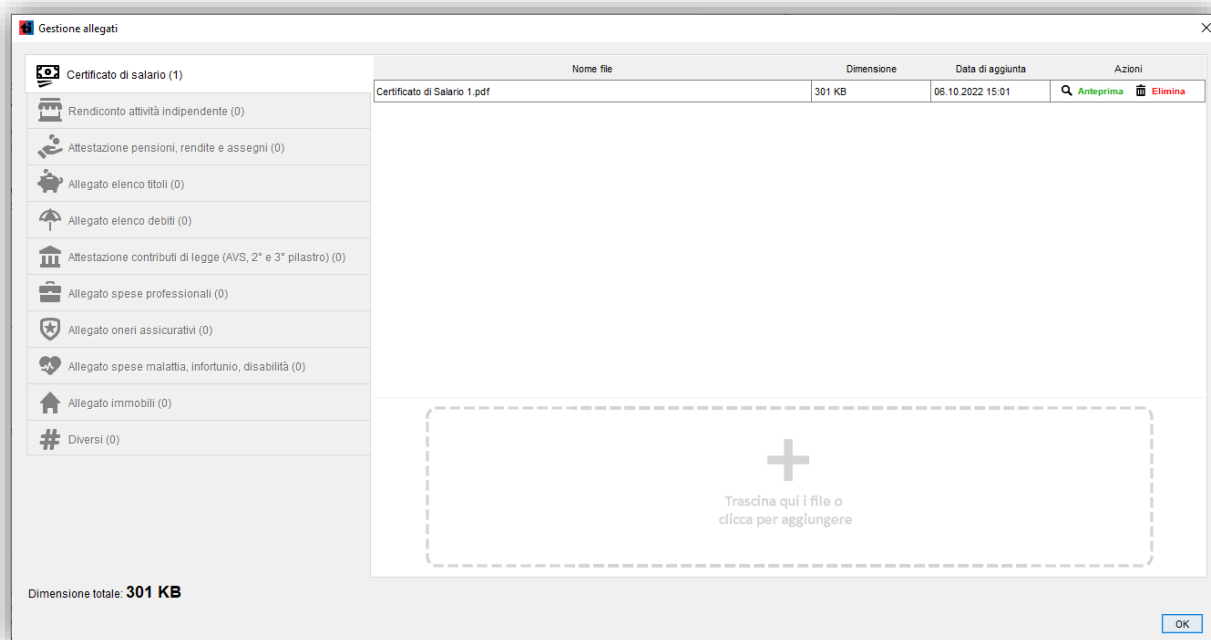 ti Gestione allegati
Certificato di salario (1)
Rendiconto attività indipendente (0)
Attestazione pensioni, rendite e assegni (0)
Allegato elenco titoli (0)
Allegato elenco debiti (0)
Attestazione contributi di legge (AVS, 2° e 3° pilastro) (0)
Allegato spese professionali (0)
Allegato oneri assicurativi (0)
Allegato spese malattia, infortunio, disabilità (0)
Allegato immobili (0)
Diversi (0)
Nome file Dimensione Data di aggiunta Azioni
Certificato di Salario 1.pdf 301 KB 06.10.2022 15:01 Anteprima Elimina
Trascina qui i file o
clicca per aggiungere
Dimensione totale: 301 KB
OK